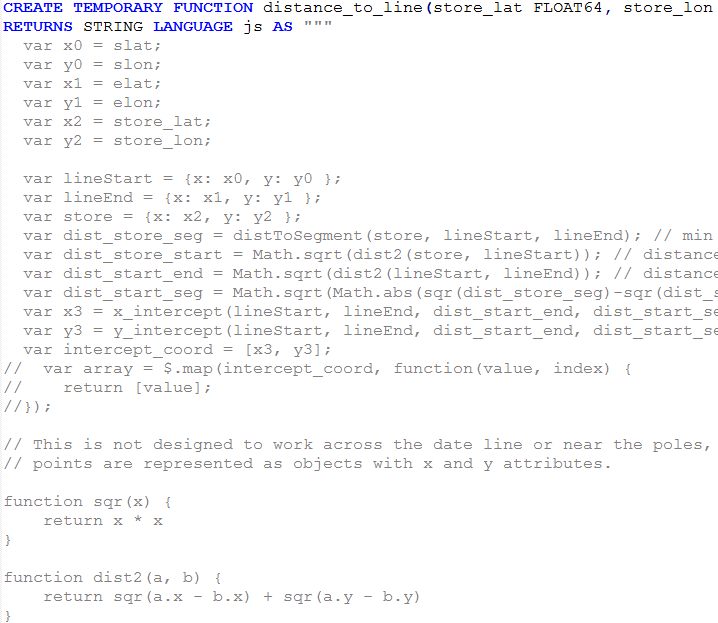 CREATE TEMPORARY FUNCTION distance_to_line(store_lat FLOAT64, store_lon
RETURNS STRING LANGUAGE js AS """
  var x0 = slat;
  var y0 = slon;
  var x1 = elat;
  var y1 = elon;
  var x2 = store_lat;
  var y2 = store_lon;

  var lineStart = {x: x0, y: y0 };
  var lineEnd = {x: x1, y: y1 };
  var store = {x: x2, y: y2 };
  var dist_store_seg = distToSegment(store, lineStart, lineEnd); // min
  var dist_store_start = Math.sqrt(dist2(store, lineStart)); // distance
  var dist_start_end = Math.sqrt(dist2(lineStart, lineEnd)); // distance
  var dist_start_seg = Math.sqrt(Math.abs(sqr(dist_store_seg)-sqr(dist_s
  var x3 = x_intercept(lineStart, lineEnd, dist_start_end, dist_start_se
  var y3 = y_intercept(lineStart, lineEnd, dist_start_end, dist_start_se
  var intercept_coord = [x3, y3];
//  var array = $.map(intercept_coord, function(value, index) {
//    return [value];
//});

// This is not designed to work across the date line or near the poles,
// points are represented as objects with x and y attributes.

function sqr(x) {
    return x * x
}

function dist2(a, b) {
    return sqr(a.x - b.x) + sqr(a.y - b.y)
}